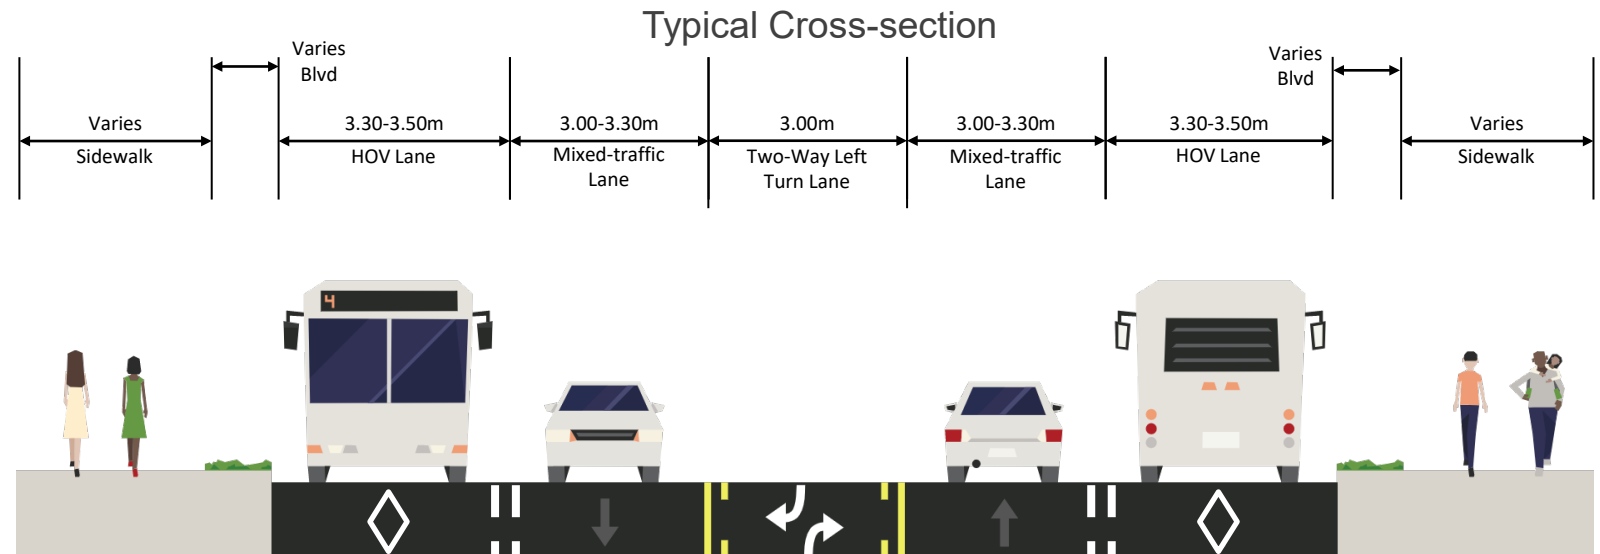 Typical Cross-section
Varies
Blvd
Varies
Blvd
Varies
Sidewalk
3.30-3.50m
HOV Lane
3.00-3.30m
Mixed-traffic
Lane
3.00m
Two-Way Left
Turn Lane
3.00-3.30m
Mixed-traffic
Lane
3.30-3.50m
HOV Lane
Varies
Sidewalk
4